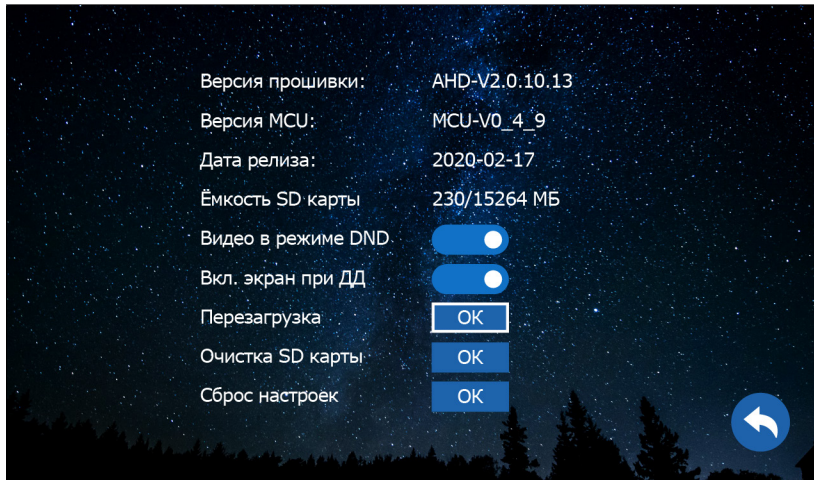 Версия прошивки: AHD-V2.0.10.13
Версия MCU: MCU-V0_4_9
Дата релиза: 2020-02-17
Ёмкость SD карты 230/15264 МБ
Видео в режиме DND
Вкл. экран при ДД
Перезагрузка OK
Очистка SD карты OK
Сброс настроек OK